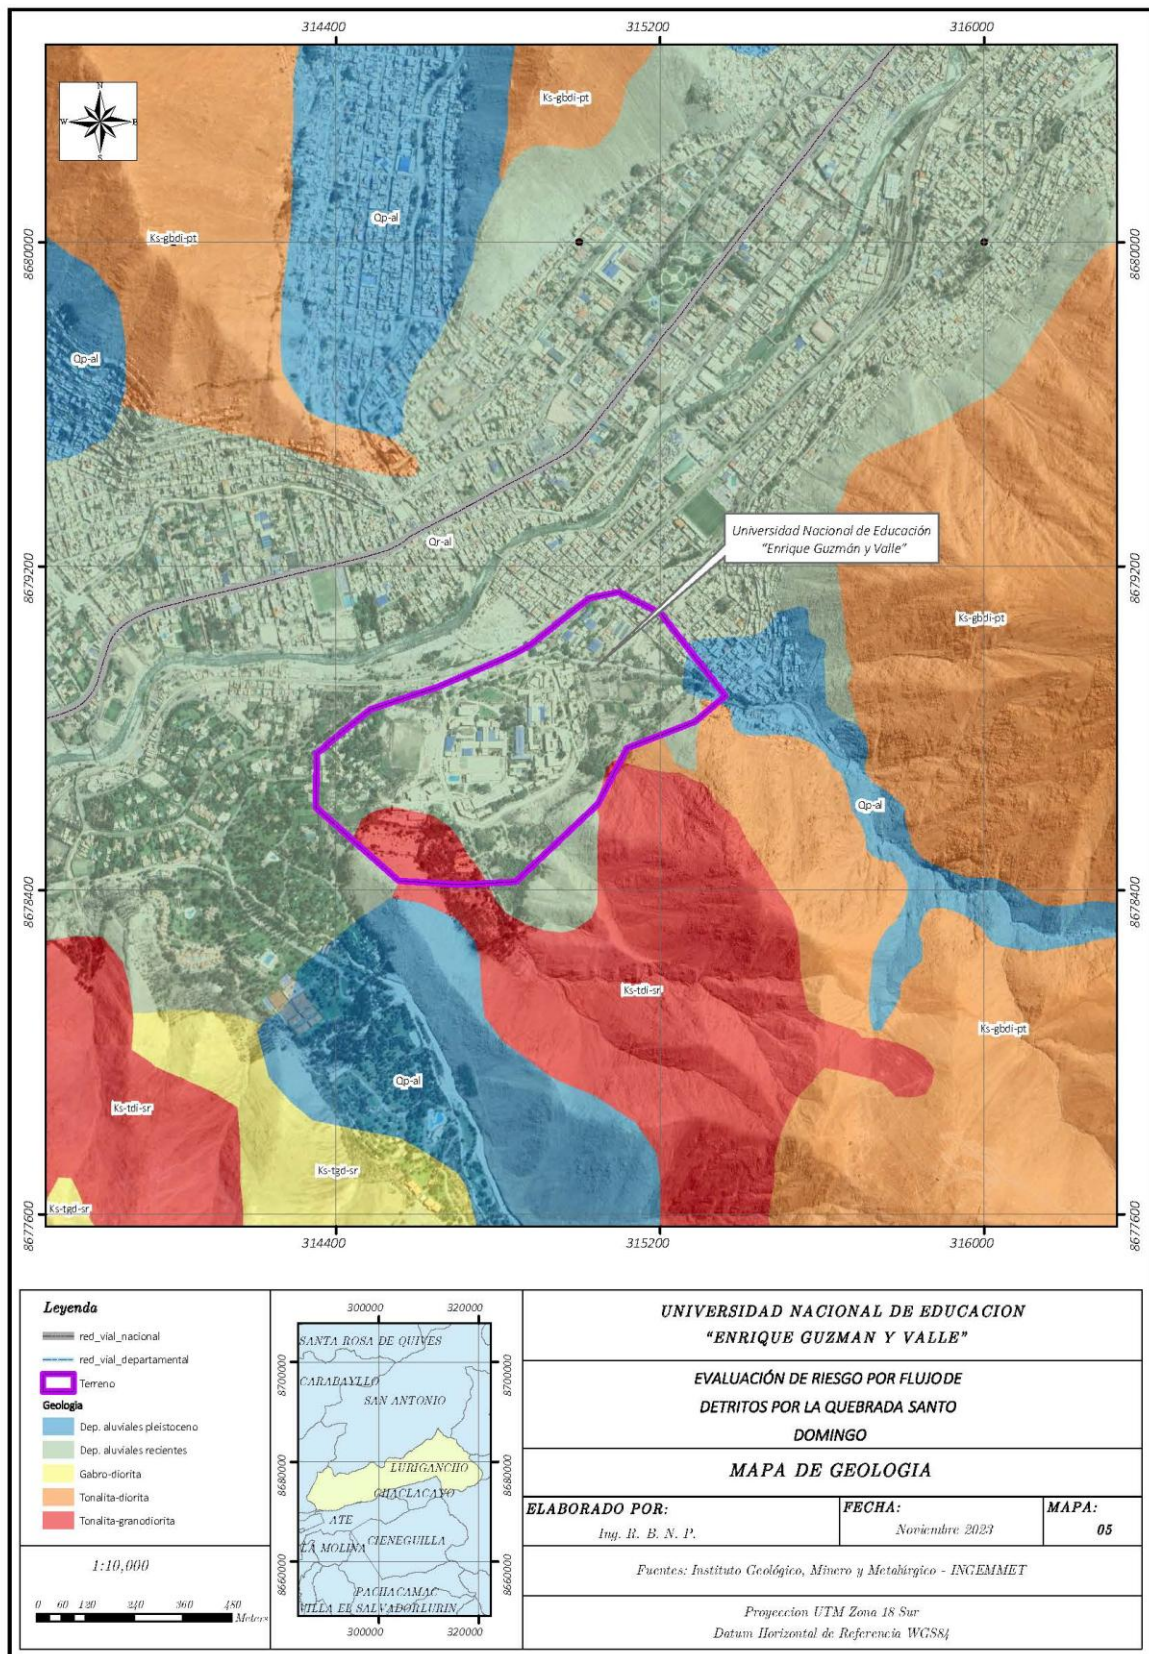 314400 315200 316000
N
W E
S
Ks-gbdi-pt
Qp-al
Ks-gbdi-pt
8680000 8680000
Qp-al
Universidad Nacional de Educación
"Enrique Guzmán y Valle"
Qr-al
8679200 8679200
Ks-gbdi-pt
Qp-al
8678400 8678400
Ks-tdi-sr
Ks-gbdi-pt
Qp-al
Ks-tdi-sr
Ks-tgd-sr
Ks-tgd-sr
8677600 8677600
314400 315200 316000
Leyenda
red_vial_nacional
red_vial_departamental
Terreno
Geologia
Dep. aluviales pleistoceno
Dep. aluviales recientes
Gabro-diorita
Tonalita-diorita
Tonalita-granodiorita
1:10,000
0 60 120 240 360 480
Meters
300000 320000
SANTA ROSA DE QUIVES
8700000 8700000
CARABAYLLO
SAN ANTONIO
8680000 8680000
LURIGANCHO
CHACLACAYO
ATE
CIENEGUILLA
LA MOLINA
8660000 8660000
PACHACAMAC
VILLA EL SALVADOR LURIN
300000 320000
UNIVERSIDAD NACIONAL DE EDUCACION
"ENRIQUE GUZMAN Y VALLE"
EVALUACIÓN DE RIESGO POR FLUJO DE
DETRITOS POR LA QUEBRADA SANTO
DOMINGO
MAPA DE GEOLOGIA
ELABORADO POR: FECHA: MAPA:
Ing. R. B. N. P. Noviembre 2023 05
Fuentes: Instituto Geológico, Minero y Metalúrgico - INGEMMET
Proyeccion UTM Zona 18 Sur
Datum Horizontal de Referencia WGS84